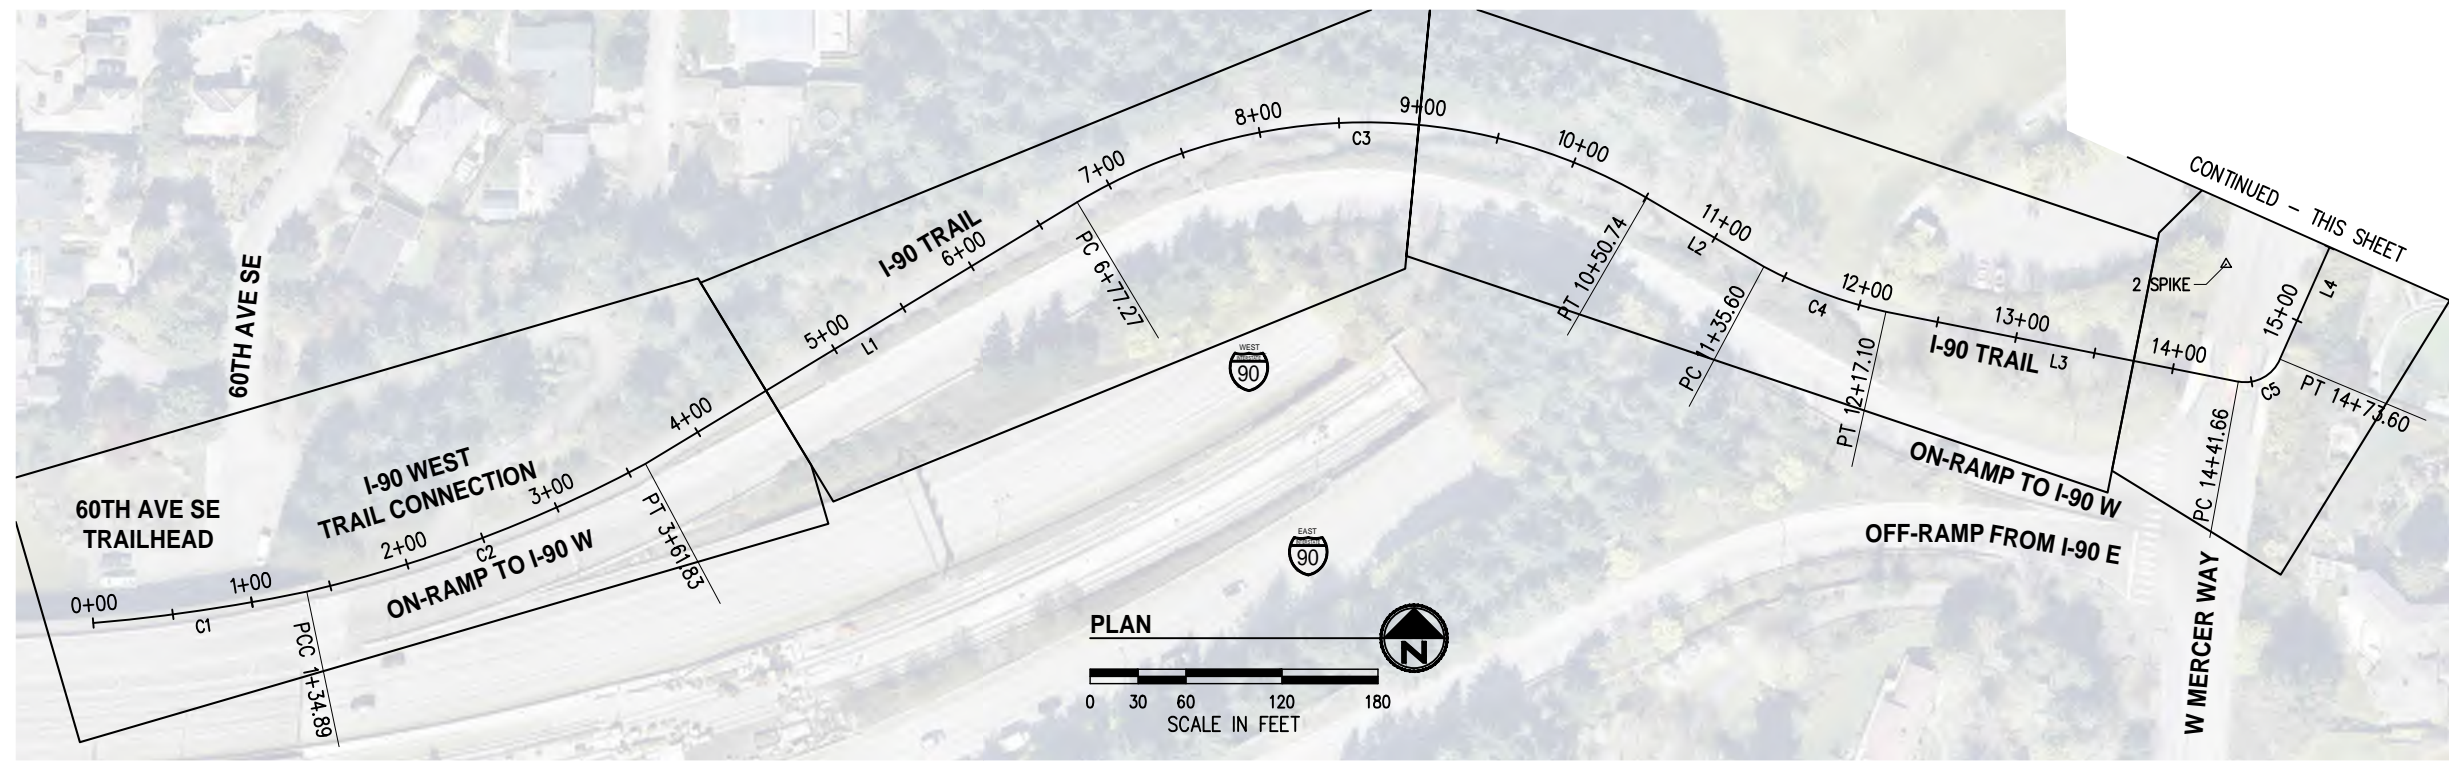 60TH AVE SE
60TH AVE SE
TRAILHEAD
I-90 WEST
TRAIL CONNECTION
ON-RAMP TO I-90 W
0+00
C1
1+00
PCC 1+34.89
2+00
C2
3+00
PT 3+61.83
4+00
5+00
L1
I-90 TRAIL
6+00
PC 6+77.27
7+00
8+00
C3
9+00
10+00
PT 10+50.74
11+00
L2
PC 11+35.60
12+00
C4
PT 12+17.10
13+00
I-90 TRAIL
L3
14+00
PC 14+41.66
C5
PT 14+73.60
15+00
L4
2 SPIKE
CONTINUED - THIS SHEET
WEST
INTERSTATE
90
EAST
INTERSTATE
90
ON-RAMP TO I-90 W
OFF-RAMP FROM I-90 E
W MERCER WAY
PLAN
N
0 30 60 120 180
SCALE IN FEET